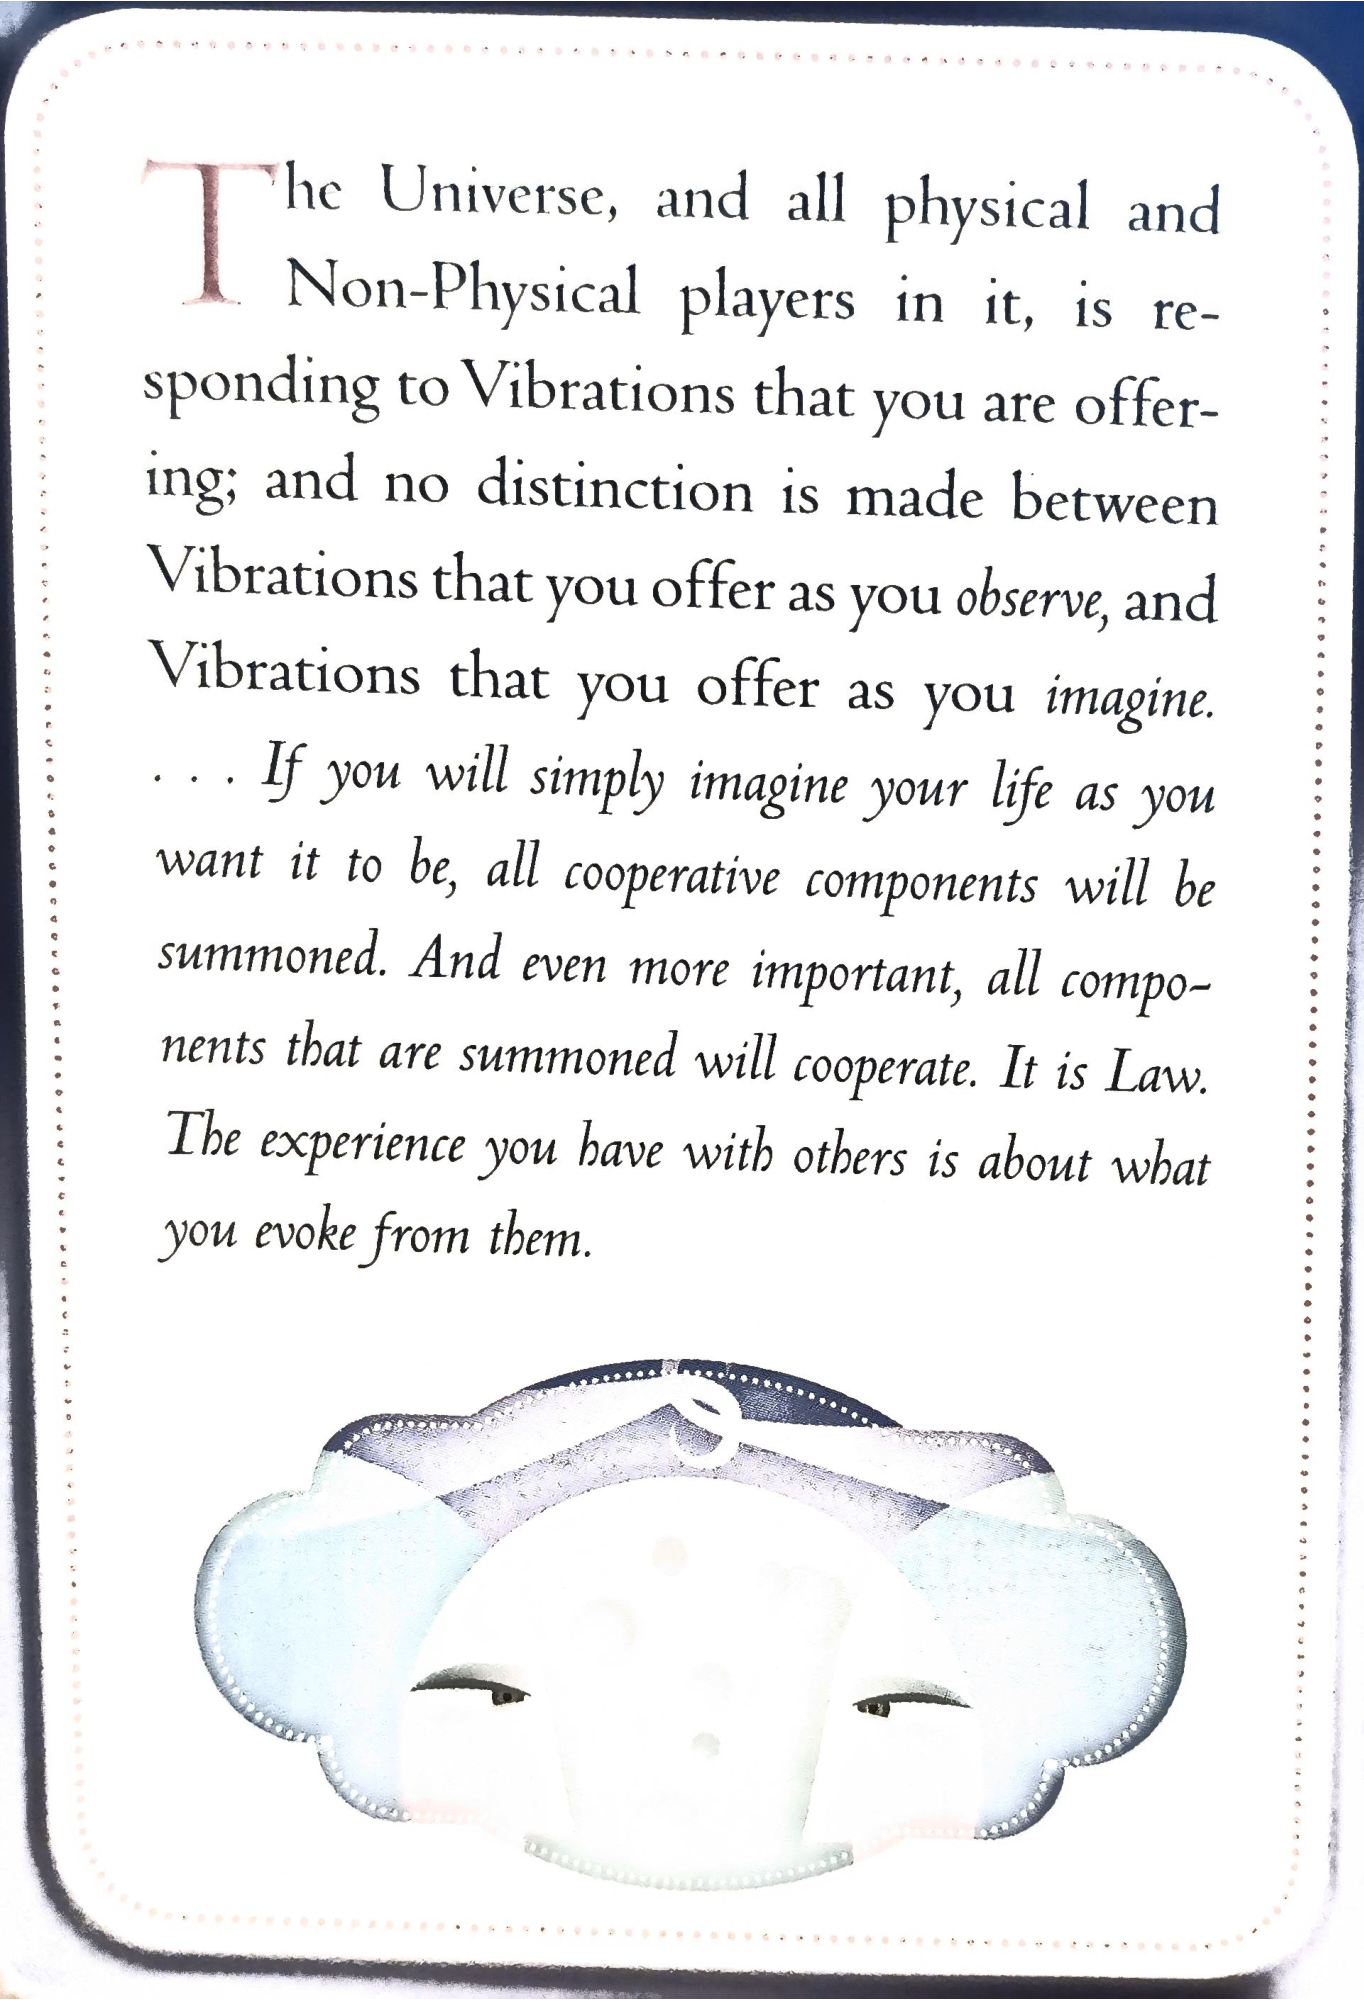 The Universe, and all physical and
Non-Physical players in it, is re-
sponding to Vibrations that you are offer-
ing; and no distinction is made between
Vibrations that you offer as you observe, and
Vibrations that you offer as you imagine.
. . . If you will simply imagine your life as you
want it to be, all cooperative components will be
summoned. And even more important, all compo-
nents that are summoned will cooperate. It is Law.
The experience you have with others is about what
you evoke from them.